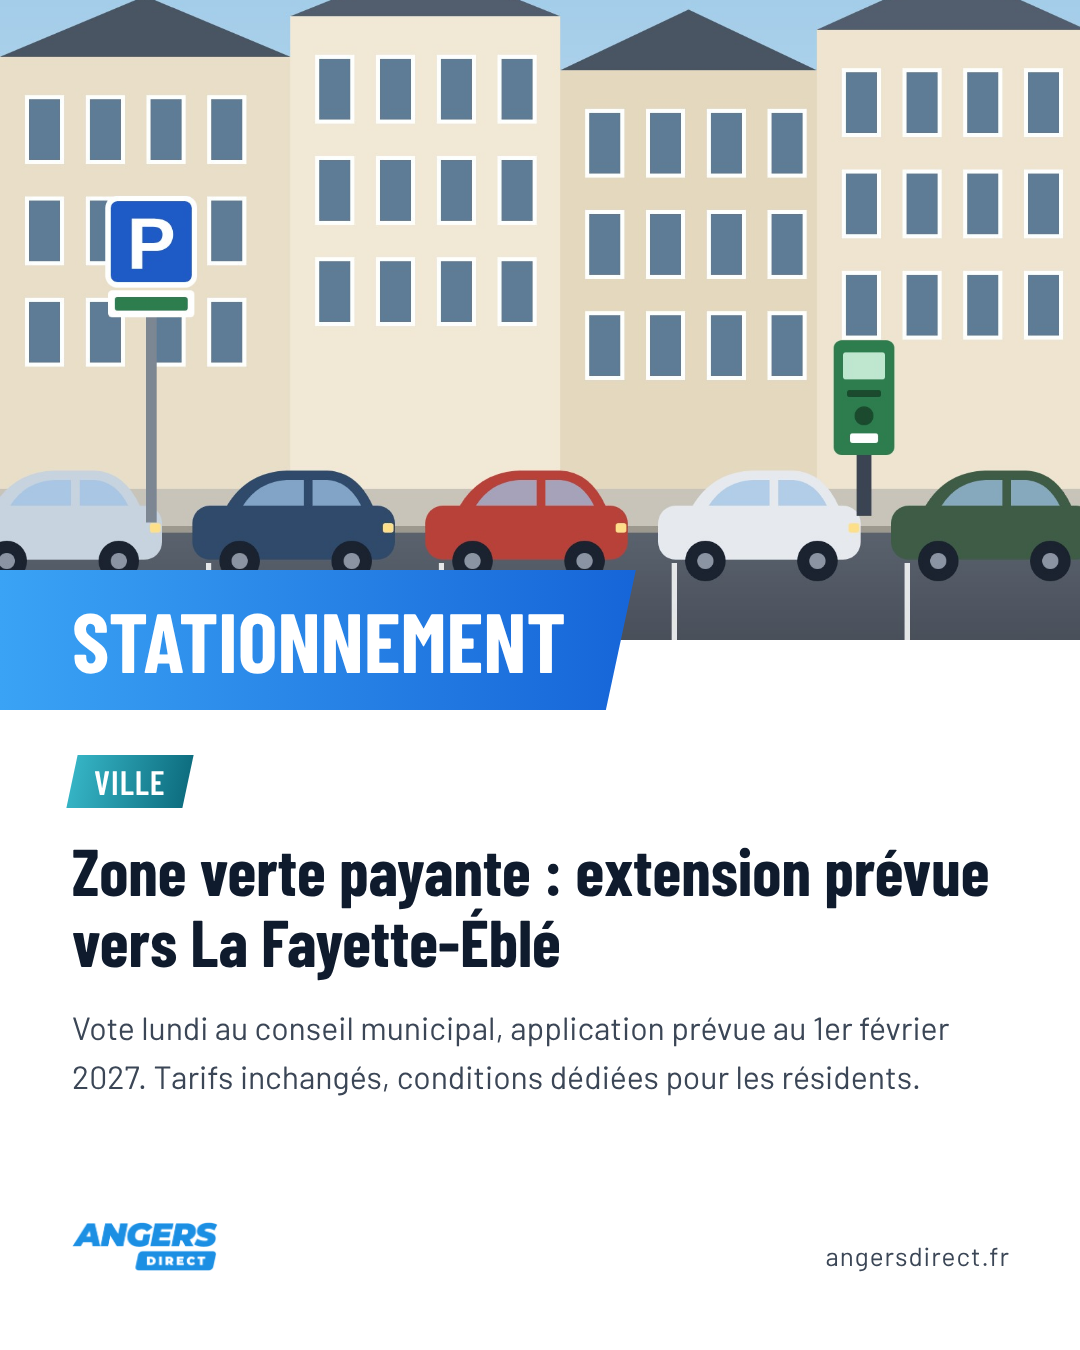 P
STATIONNEMENT
VILLE
Zone verte payante : extension prévue
vers La Fayette-Éblé
Vote lundi au conseil municipal, application prévue au 1er février
2027. Tarifs inchangés, conditions dédiées pour les résidents.
ANGERS
DIRECT
angersdirect.fr